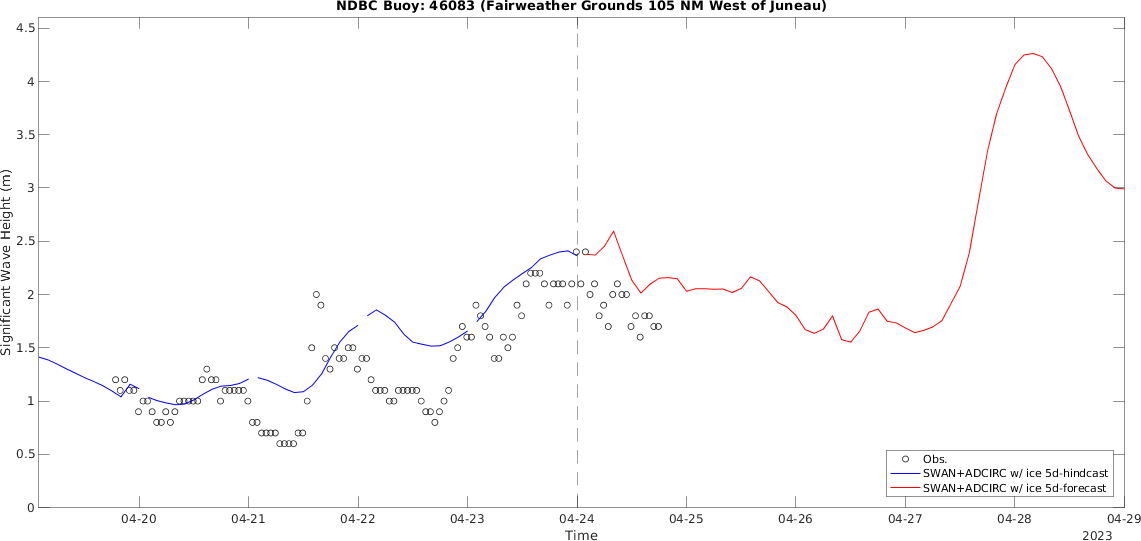 NDBC Buoy: 46083 (Fairweather Grounds 105 NM West of Juneau)
Significant Wave Height (m)
4.5
4
3.5
3
2.5
2
1.5
1
0.5
0
Obs.
SWAN+ADCIRC w/ ice 5d-hindcast
SWAN+ADCIRC w/ ice 5d-forecast
04-20 04-21 04-22 04-23 04-24 04-25 04-26 04-27 04-28 04-29
Time
2023